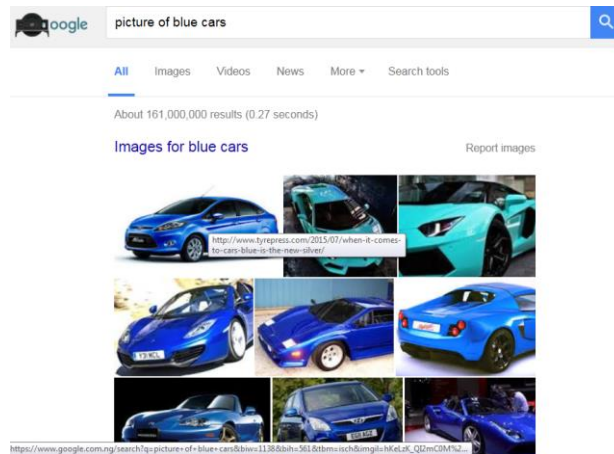 oogle picture of blue cars
All Images Videos News More Search tools
About 161,000,000 results (0.27 seconds)
Images for blue cars Report images
http://www.tyrepress.com/2015/07/when-it-comes-
to-cars-blue-is-the-new-silver/
https://www.google.com.ng/search?q=picture+of+blue+cars&biw=1138&bih=561&tbm=isch&imgil=hKeLzK_QI2mC0M%2...